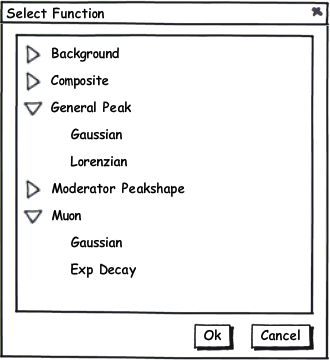 Select Function
Background
Composite
General Peak
Gaussian
Lorenzian
Moderator Peakshape
Muon
Gaussian
Exp Decay
Ok Cancel